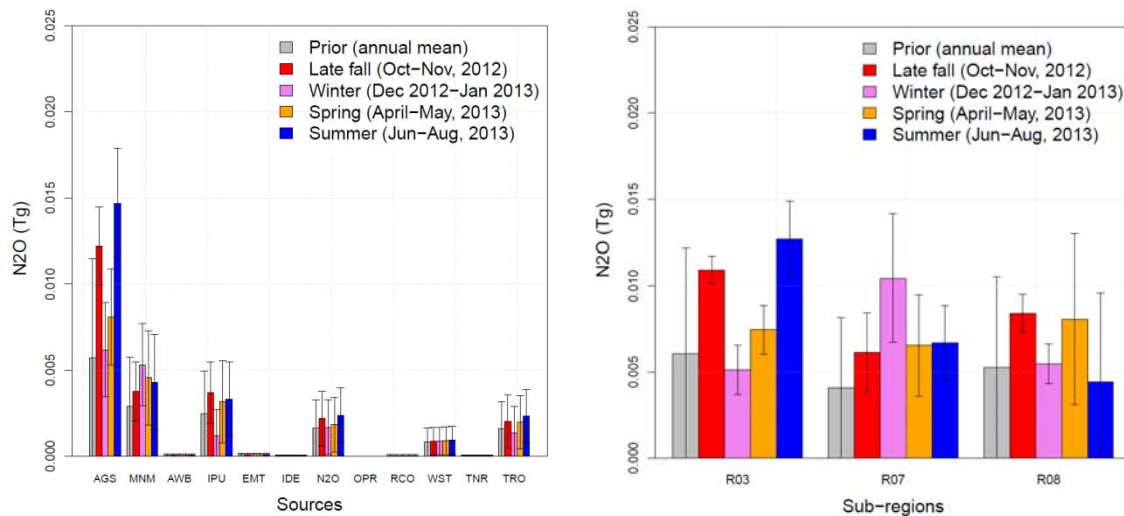 N2O (Tg)
0.025
0.020
0.015
0.010
0.005
0.000
Prior (annual mean)
Late fall (Oct−Nov, 2012)
Winter (Dec 2012−Jan 2013)
Spring (April−May, 2013)
Summer (Jun−Aug, 2013)
AGS MNM AWB IPU EMT IDE N2O OPR RCO WST TNR TRO
Sources
N2O (Tg)
0.025
0.020
0.015
0.010
0.005
0.000
Prior (annual mean)
Late fall (Oct−Nov, 2012)
Winter (Dec 2012−Jan 2013)
Spring (April−May, 2013)
Summer (Jun−Aug, 2013)
R03 R07 R08
Sub−regions